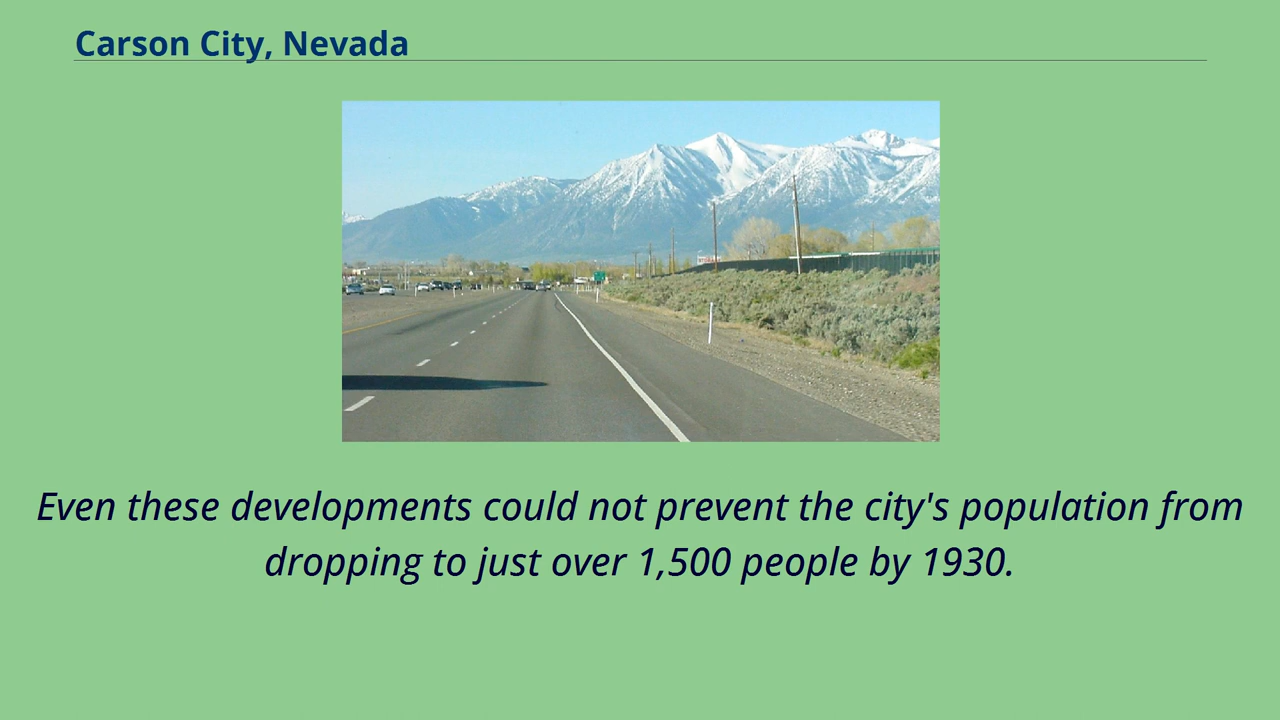 Carson City, Nevada
Even these developments could not prevent the city's population from
dropping to just over 1,500 people by 1930.